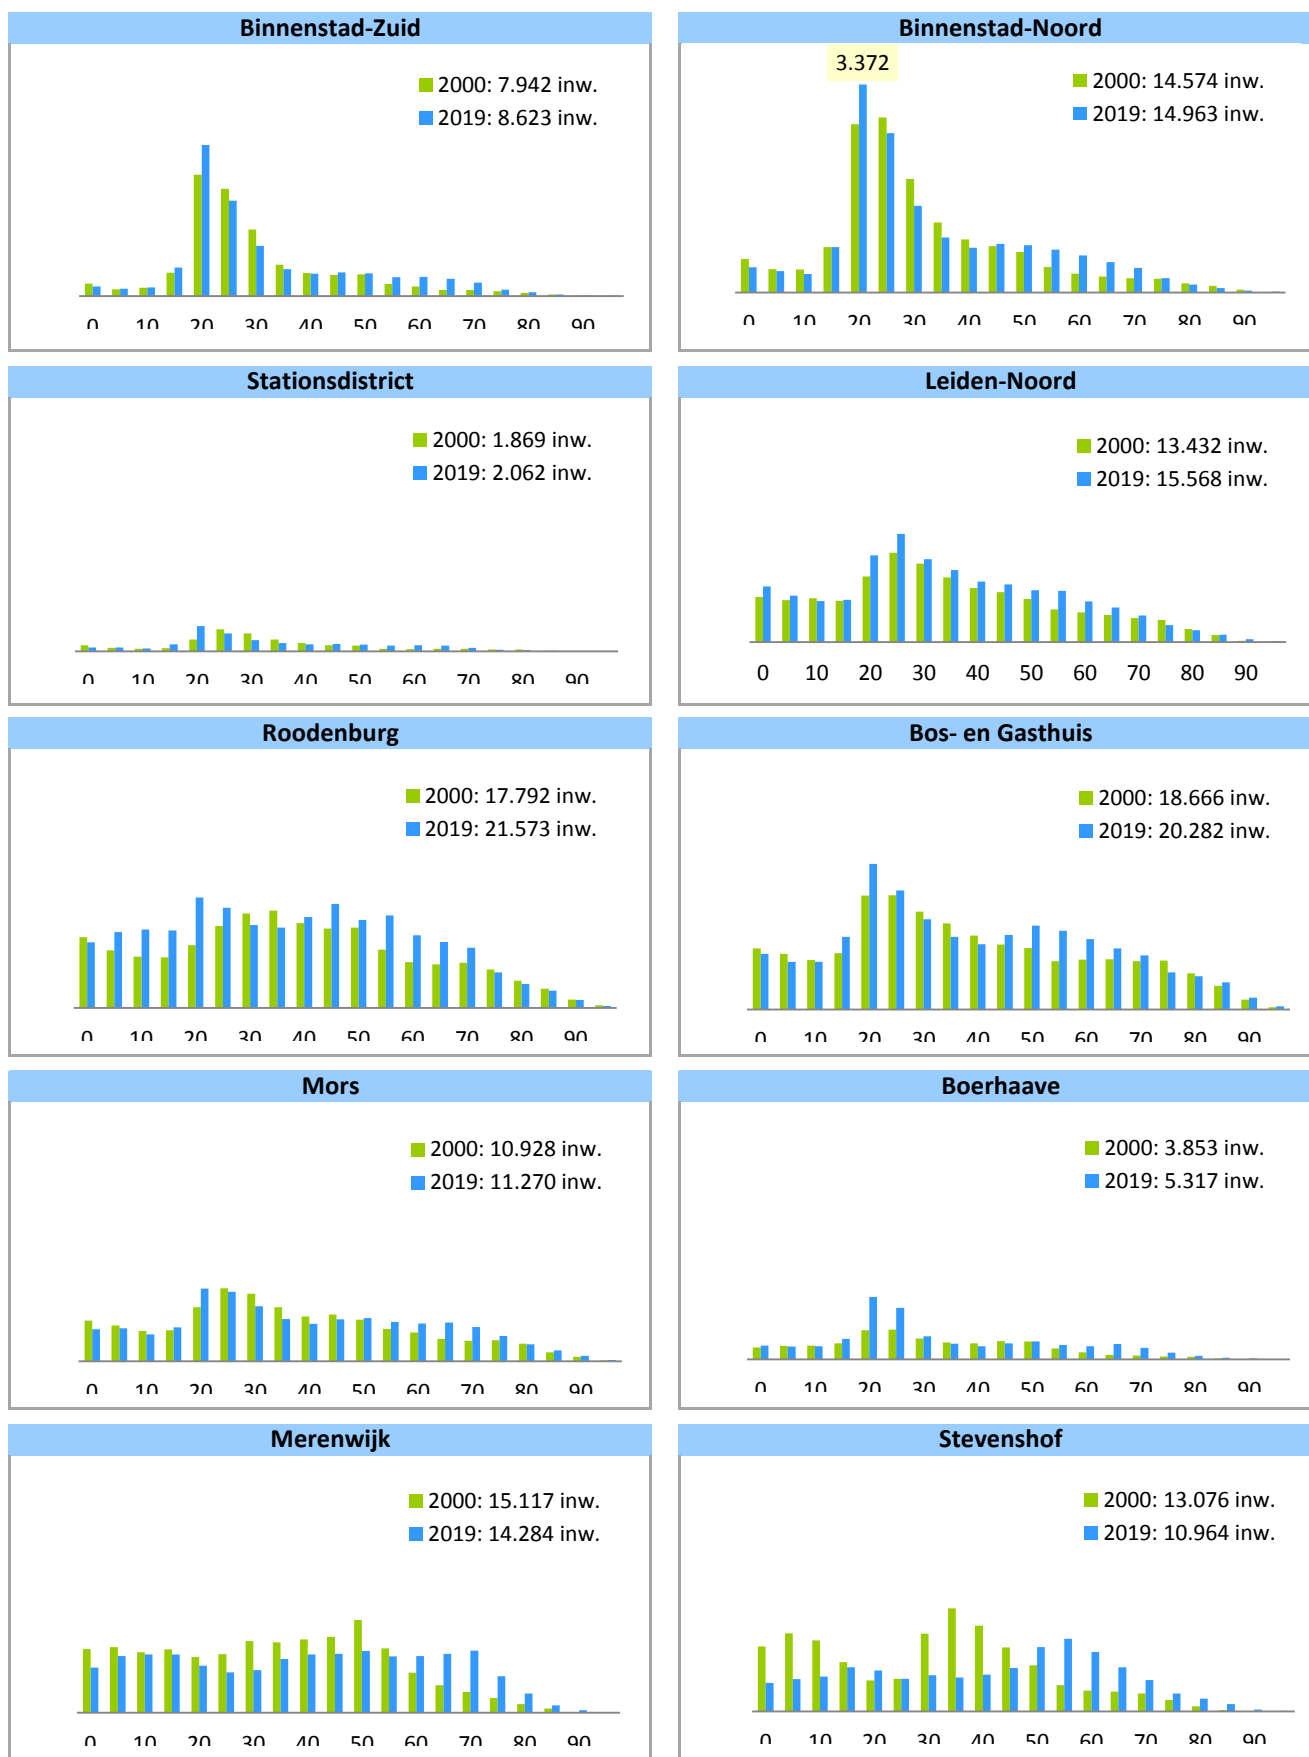 Binnenstad-Zuid
2000: 7.942 inw.
2019: 8.623 inw.
0 10 20 30 40 50 60 70 80 90
Binnenstad-Noord
3.372
2000: 14.574 inw.
2019: 14.963 inw.
0 10 20 30 40 50 60 70 80 90
Stationsdistrict
2000: 1.869 inw.
2019: 2.062 inw.
0 10 20 30 40 50 60 70 80 90
Leiden-Noord
2000: 13.432 inw.
2019: 15.568 inw.
0 10 20 30 40 50 60 70 80 90
Roodenburg
2000: 17.792 inw.
2019: 21.573 inw.
0 10 20 30 40 50 60 70 80 90
Bos- en Gasthuis
2000: 18.666 inw.
2019: 20.282 inw.
0 10 20 30 40 50 60 70 80 90
Mors
2000: 10.928 inw.
2019: 11.270 inw.
0 10 20 30 40 50 60 70 80 90
Boerhaave
2000: 3.853 inw.
2019: 5.317 inw.
0 10 20 30 40 50 60 70 80 90
Merenwijk
2000: 15.117 inw.
2019: 14.284 inw.
0 10 20 30 40 50 60 70 80 90
Stevenshof
2000: 13.076 inw.
2019: 10.964 inw.
0 10 20 30 40 50 60 70 80 90